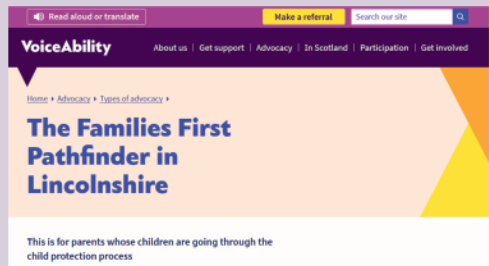 Read aloud or translate
Make a referral
Search our site
VoiceAbility
About us | Get support | Advocacy | In Scotland | Participation | Get involved
Home ▸ Advocacy ▸ Types of advocacy ▸
The Families First
Pathfinder in
Lincolnshire
This is for parents whose children are going through the
child protection process